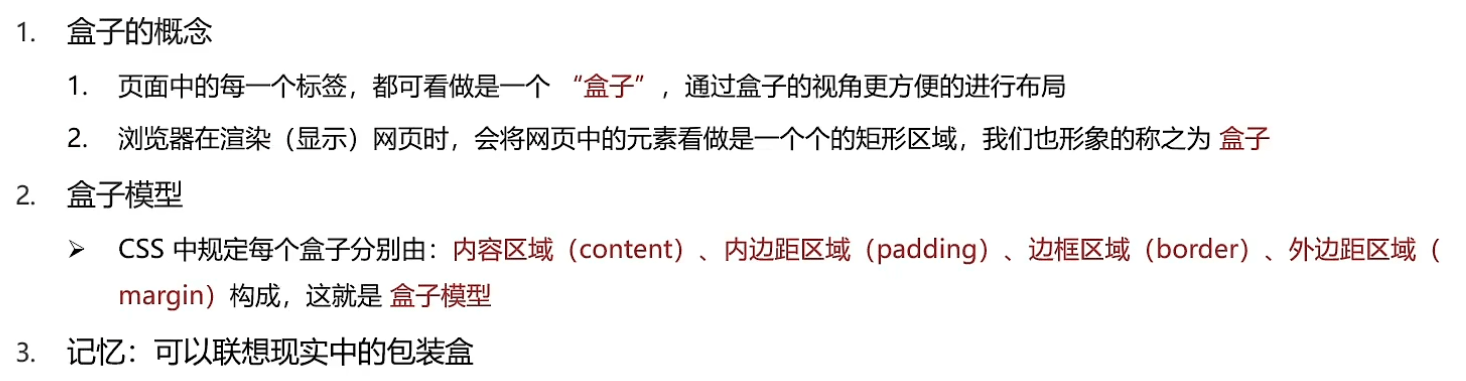 1. 盒子的概念
1. 页面中的每一个标签，都可看做是一个 “盒子”，通过盒子的视角更方便的进行布局
2. 浏览器在渲染（显示）网页时，会将网页中的元素看做是一个个的矩形区域，我们也形象的称之为 盒子
2. 盒子模型
➢ CSS 中规定每个盒子分别由：内容区域（content）、内边距区域（padding）、边框区域（border）、外边距区域（
margin）构成，这就是 盒子模型
3. 记忆：可以联想现实中的包装盒